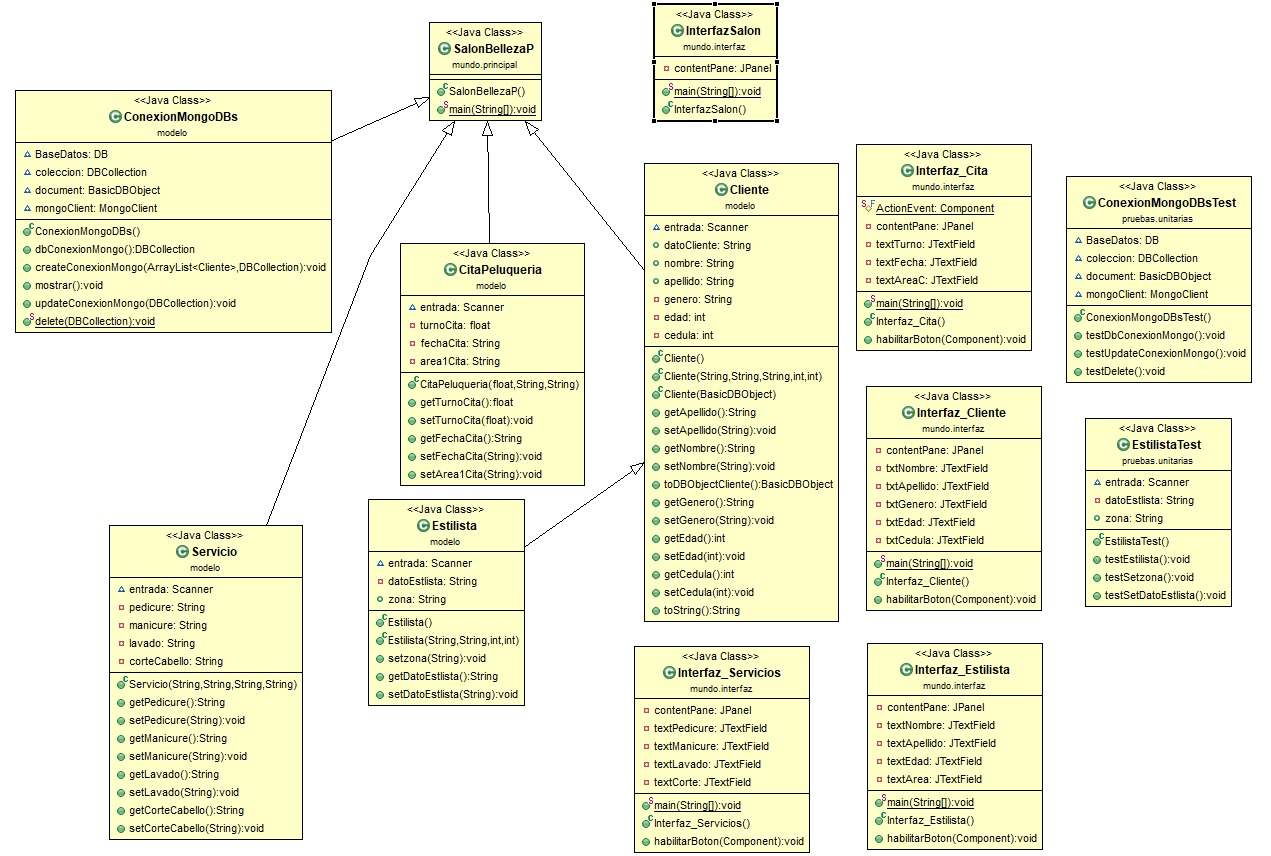 <<Java Class>>
SalonBellezaP
mundo.principal
SalonBellezaP()
main(String[]):void
<<Java Class>>
InterfazSalon
mundo.interfaz
contentPane: JPanel
main(String[]):void
InterfazSalon()
<<Java Class>>
ConexionMongoDBs
modelo
BaseDatos: DB
coleccion: DBCollection
document: BasicDBObject
mongoClient: MongoClient
ConexionMongoDBs()
dbConexionMongo():DBCollection
createConexionMongo(ArrayList<Cliente>,DBCollection):void
mostrar():void
updateConexionMongo(DBCollection):void
delete(DBCollection):void
<<Java Class>>
CitaPeluqueria
modelo
entrada: Scanner
turnoCita: float
fechaCita: String
area1Cita: String
CitaPeluqueria(float,String,String)
getTurnoCita():float
setTurnoCita(float):void
getFechaCita():String
setFechaCita(String):void
setArea1Cita(String):void
<<Java Class>>
Cliente
modelo
entrada: Scanner
datoCliente: String
nombre: String
apellido: String
genero: String
edad: int
cedula: int
Cliente()
Cliente(String,String,String,int,int)
Cliente(BasicDBObject)
getApellido():String
setApellido(String):void
getNombre():String
setNombre(String):void
toDBObjectCliente():BasicDBObject
getGenero():String
setGenero(String):void
getEdad():int
setEdad(int):void
getCedula():int
setCedula(int):void
toString():String
<<Java Class>>
Interfaz_Cita
mundo.interfaz
ActionEvent: Component
contentPane: JPanel
textTurno: JTextField
textFecha: JTextField
textAreaC: JTextField
main(String[]):void
Interfaz_Cita()
habilitarBoton(Component):void
<<Java Class>>
ConexionMongoDBsTest
pruebas.unitarias
BaseDatos: DB
coleccion: DBCollection
document: BasicDBObject
mongoClient: MongoClient
ConexionMongoDBsTest()
testDbConexionMongo():void
testUpdateConexionMongo():void
testDelete():void
<<Java Class>>
Interfaz_Cliente
mundo.interfaz
contentPane: JPanel
txtNombre: JTextField
txtApellido: JTextField
txtGenero: JTextField
txtEdad: JTextField
txtCedula: JTextField
main(String[]):void
Interfaz_Cliente()
habilitarBoton(Component):void
<<Java Class>>
EstilistaTest
pruebas.unitarias
entrada: Scanner
datoEstlista: String
zona: String
EstilistaTest()
testEstilista():void
testSetzona():void
testSetDatoEstlista():void
<<Java Class>>
Servicio
modelo
entrada: Scanner
pedicure: String
manicure: String
lavado: String
corteCabello: String
Servicio(String,String,String,String)
getPedicure():String
setPedicure(String):void
getManicure():String
setManicure(String):void
getLavado():String
setLavado(String):void
getCorteCabello():String
setCorteCabello(String):void
<<Java Class>>
Estilista
modelo
entrada: Scanner
datoEstlista: String
zona: String
Estilista()
Estilista(String,String,int,int)
setzona(String):void
getDatoEstlista():String
setDatoEstlista(String):void
<<Java Class>>
Interfaz_Servicios
mundo.interfaz
contentPane: JPanel
textPedicure: JTextField
textManicure: JTextField
textLavado: JTextField
textCorte: JTextField
main(String[]):void
Interfaz_Servicios()
habilitarBoton(Component):void
<<Java Class>>
Interfaz_Estilista
mundo.interfaz
contentPane: JPanel
textNombre: JTextField
textApellido: JTextField
textEdad: JTextField
textArea: JTextField
main(String[]):void
Interfaz_Estilista()
habilitarBoton(Component):void